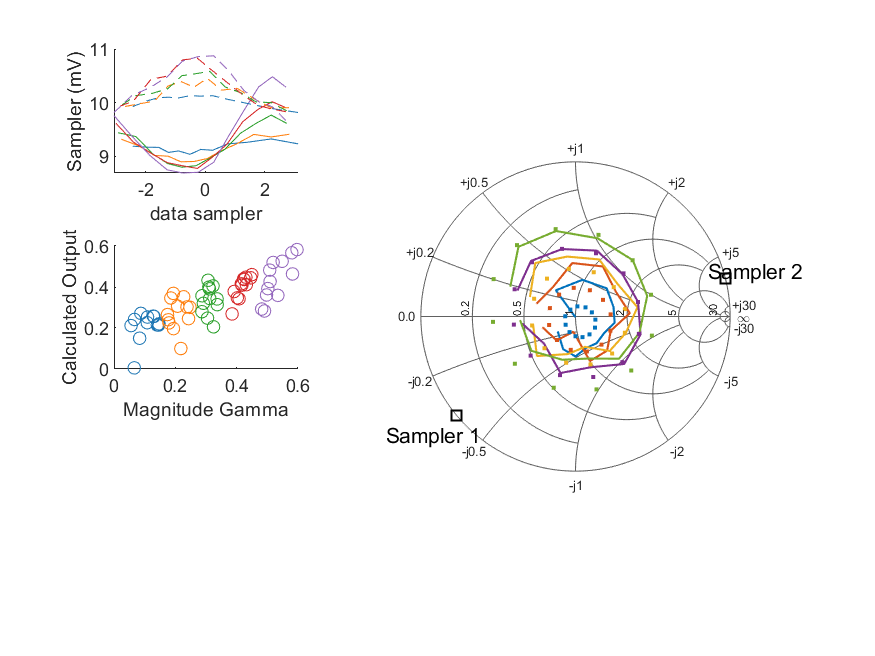 11
10
9
Sampler (mV)
-2 0 2
data sampler
0.6
0.4
0.2
0
Calculated Output
0 0.2 0.4 0.6
Magnitude Gamma
+j1
+j0.5
+j2
+j0.2
+j5
Sampler 2
0.0
0.2
0.5
1
2
5
30
+j30
∞
-j30
-j0.2
-j5
Sampler 1
-j0.5
-j2
-j1